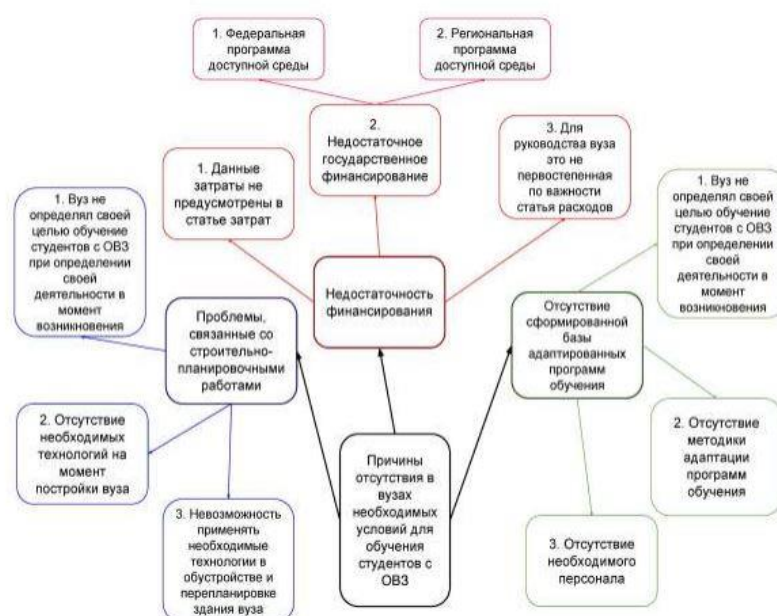 1. Федеральная
программа
доступной среды
2. Региональная
программа
доступной среды
2.
Недостаточное
государственное
финансирование
3. Для
руководства вуза
это не
первостепенная
по важности
статья расходов
1. Данные
затраты не
предусмотрены в
статье затрат
1. Вуз не
определял своей
целью обучение
студентов с ОВЗ
при определении
своей
деятельности в
момент
возникновения
1. Вуз не
определял своей
целью обучение
студентов с ОВЗ
при определении
своей
деятельности в
момент
возникновения
Недостаточность
финансирования
Проблемы,
связанные со
строительно-
планировочными
работами
Отсутствие
сформированной
базы
адаптированных
программ
обучения
2. Отсутствие
необходимых
технологий на
момент
постройки вуза
2. Отсутствие
методики
адаптации
программ
обучения
Причины
отсутствия в
вузах
необходимых
условий для
обучения
студентов с
ОВЗ
3. Невозможность
применять
необходимые
технологии в
обустройстве и
перепланировке
здания вуза
3. Отсутствие
необходимого
персонала